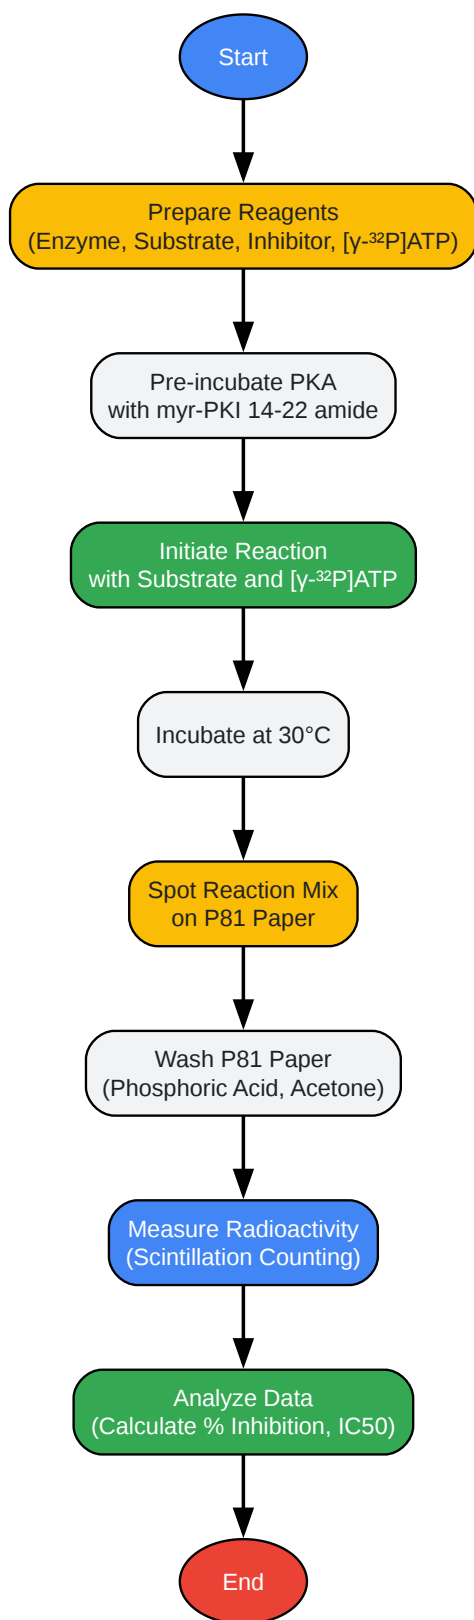 Start
Prepare Reagents
(Enzyme, Substrate, Inhibitor, [γ-³²P]ATP)
Pre-incubate PKA
with myr-PKI 14-22 amide
Initiate Reaction
with Substrate and [γ-³²P]ATP
Incubate at 30°C
Spot Reaction Mix
on P81 Paper
Wash P81 Paper
(Phosphoric Acid, Acetone)
Measure Radioactivity
(Scintillation Counting)
Analyze Data
(Calculate % Inhibition, IC50)
End